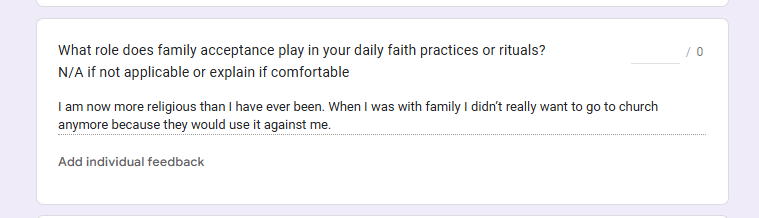 What role does family acceptance play in your daily faith practices or rituals?
/ 0
N/A if not applicable or explain if comfortable
I am now more religious than I have ever been. When I was with family I didn't really want to go to church
anymore because they would use it against me.
Add individual feedback